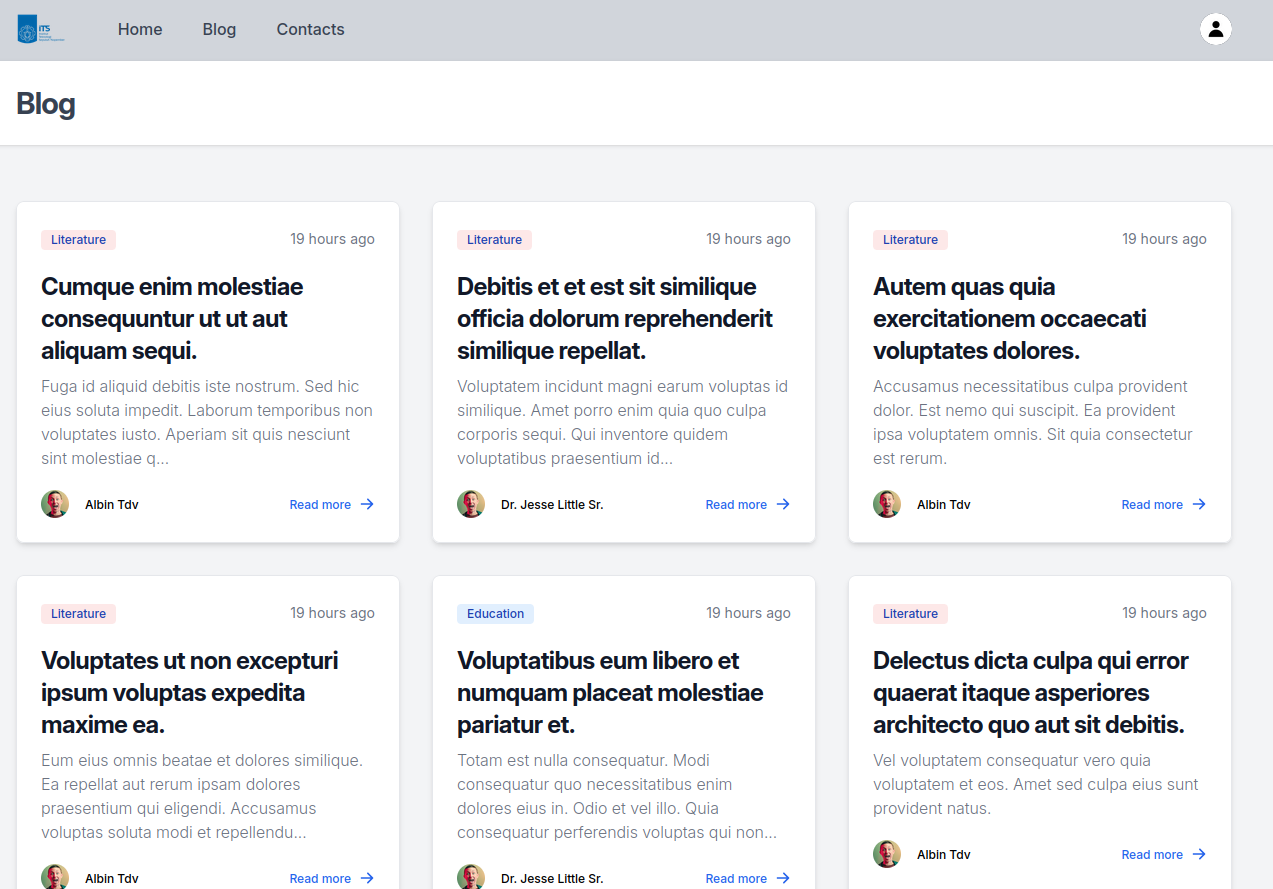 iTS
Home
Blog
Contacts
Blog
Literature
19 hours ago
Cumque enim molestiae
consequuntur ut ut aut
aliquam sequi.
Fuga id aliquid debitis iste nostrum. Sed hic
eius soluta impedit. Laborum temporibus non
voluptates iusto. Aperiam sit quis nesciunt
sint molestiae q...
Albin Tdv
Read more
Literature
19 hours ago
Debitis et et est sit similique
officia dolorum reprehenderit
similique repellat.
Voluptatem incidunt magni earum voluptas id
similique. Amet porro enim quia quo culpa
corporis sequi. Qui inventore quidem
voluptatibus praesentium id...
Dr. Jesse Little Sr.
Read more
Literature
19 hours ago
Autem quas quia
exercitationem occaecati
voluptates dolores.
Accusamus necessitatibus culpa provident
dolor. Est nemo qui suscipit. Ea provident
ipsa voluptatem omnis. Sit quia consectetur
est rerum.
Albin Tdv
Read more
Literature
19 hours ago
Voluptates ut non excepturi
ipsum voluptas expedita
maxime ea.
Eum eius omnis beatae et dolores similique.
Ea repellat aut rerum ipsam dolores
praesentium qui eligendi. Accusamus
voluptas soluta modi et repellendu...
Albin Tdv
Read more
Education
19 hours ago
Voluptatibus eum libero et
numquam placeat molestiae
pariatur et.
Totam est nulla consequatur. Modi
consequatur quo necessitatibus enim
dolores eius in. Odio et vel illo. Quia
consequatur perferendis voluptas qui non...
Dr. Jesse Little Sr.
Read more
Literature
19 hours ago
Delectus dicta culpa qui error
quaerat itaque asperiores
architecto quo aut sit debitis.
Vel voluptatem consequatur vero quia
voluptatem et eos. Amet sed culpa eius sunt
provident natus.
Albin Tdv
Read more